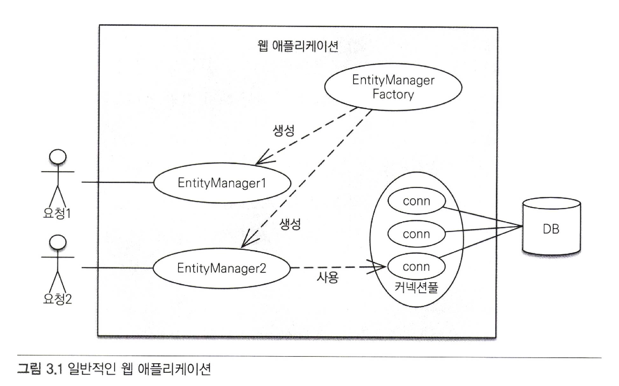 웹 애플리케이션
EntityManager
Factory
생성
EntityManager1
요청1
생성
conn
conn
conn
커넥션풀
DB
EntityManager2
사용
요청2
그림 3.1 일반적인 웹 애플리케이션